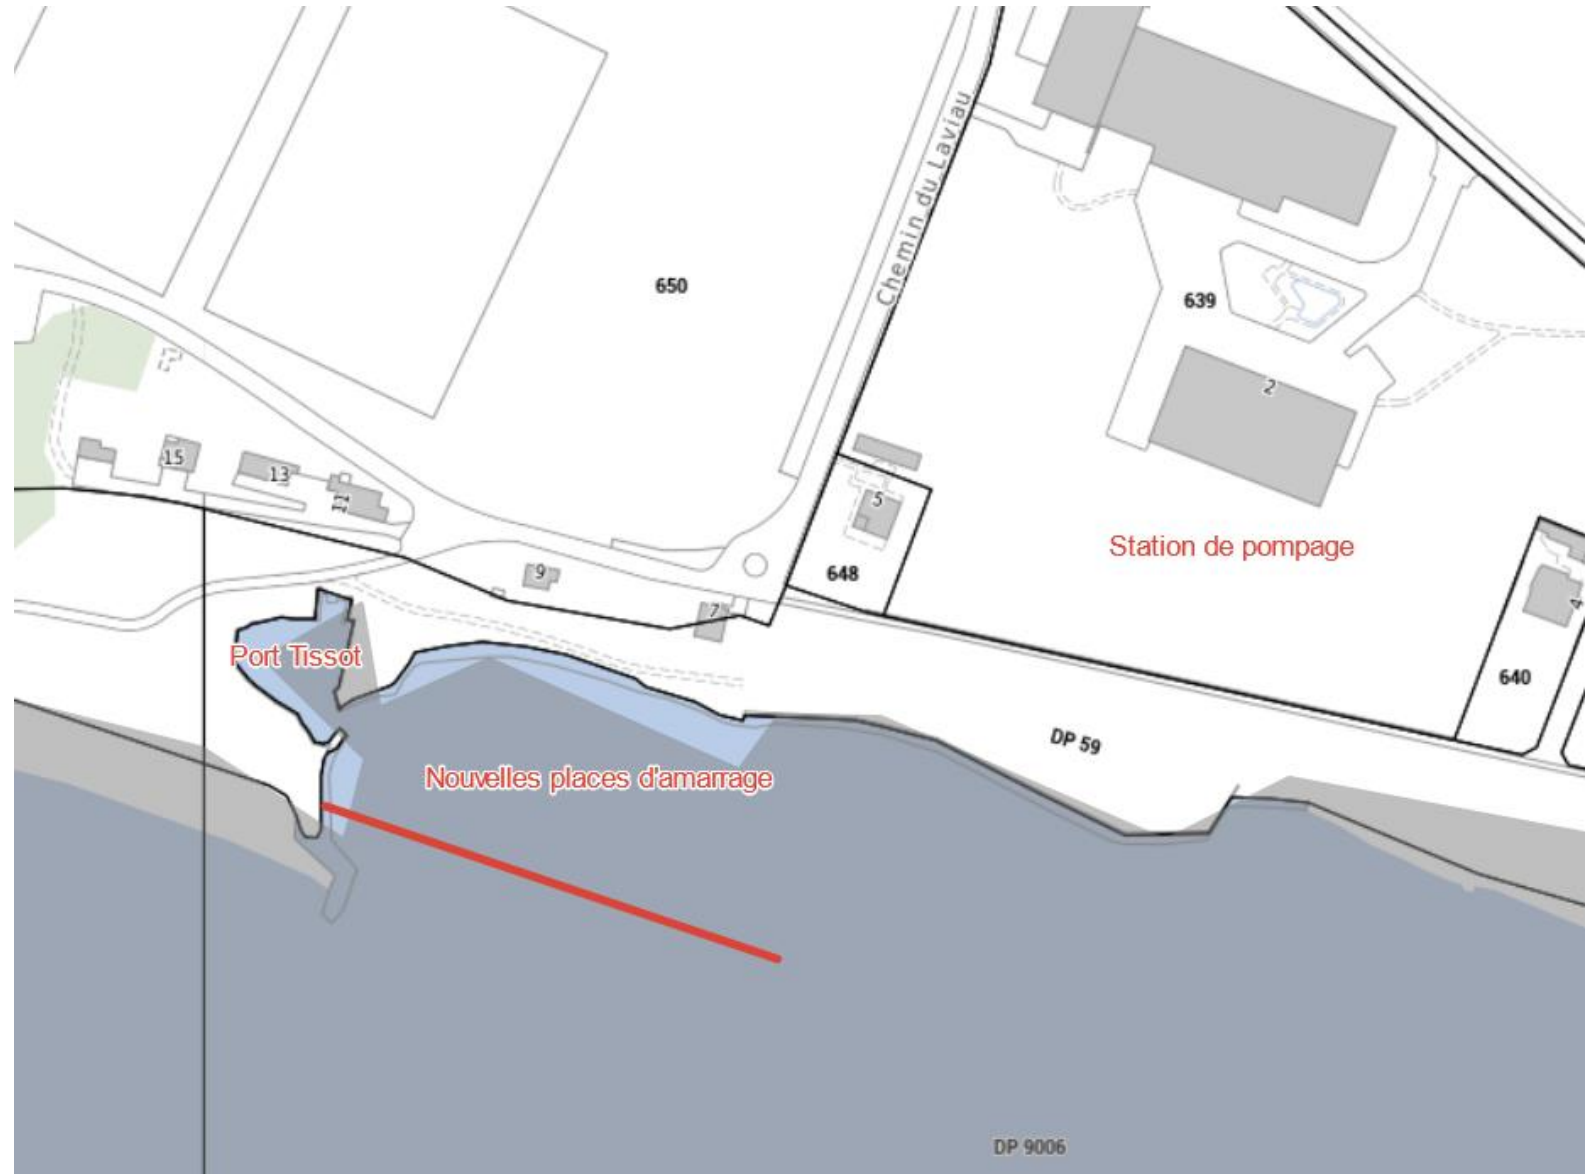 Chemin du Laviau
650
639
2
15
13
11
5
Station de pompage
9
648
7
4
Port Tissot
640
DP 59
Nouvelles places d'amarrage
DP 9006